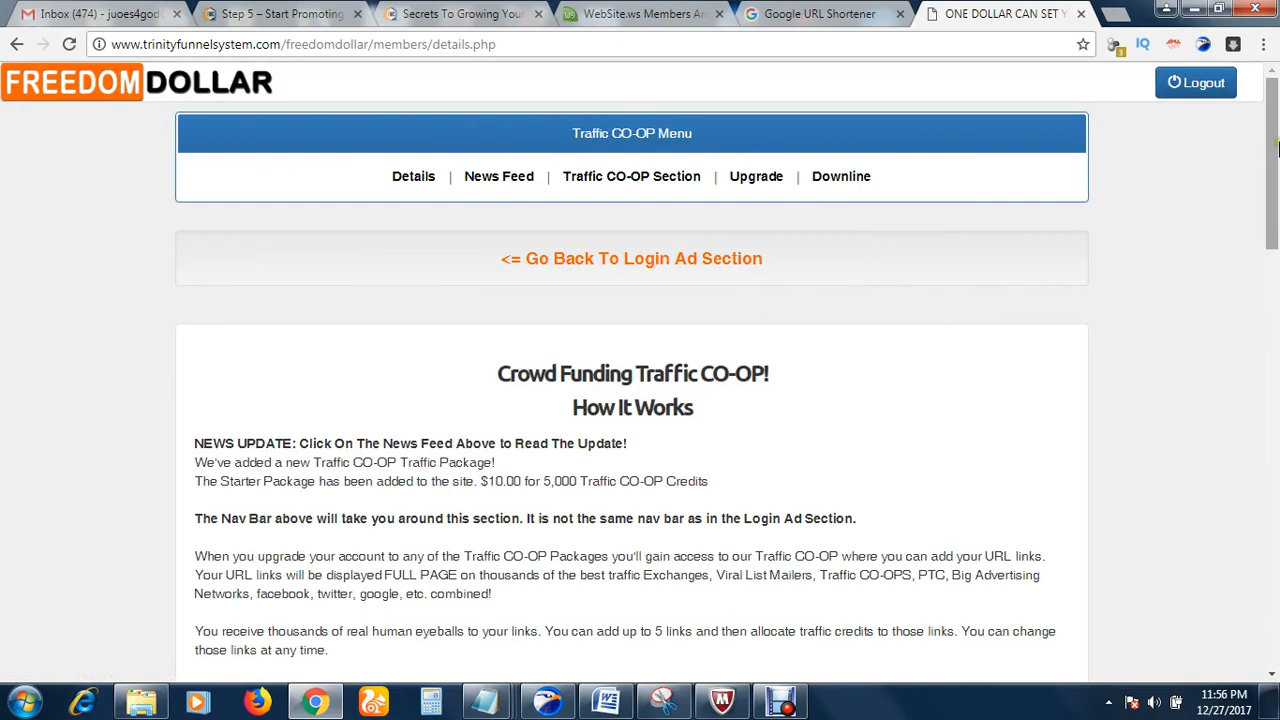 Inbox (474) - juoes4god
Step 5 – Start Promoting
Secrets To Growing Your
WebSite.ws Members An
Google URL Shortener
ONE DOLLAR CAN SET Y
www.trinityfunnelsystem.com/freedomdollar/members/details.php
IQ
3
FREEDOMDOLLAR
Logout
Traffic CO-OP Menu
Details | News Feed | Traffic CO-OP Section | Upgrade | Downline
<= Go Back To Login Ad Section
Crowd Funding Traffic CO-OP!
How It Works
NEWS UPDATE: Click On The News Feed Above to Read The Update!
We've added a new Traffic CO-OP Traffic Package!
The Starter Package has been added to the site. $10.00 for 5,000 Traffic CO-OP Credits
The Nav Bar above will take you around this section. It is not the same nav bar as in the Login Ad Section.
When you upgrade your account to any of the Traffic CO-OP Packages you'll gain access to our Traffic CO-OP where you can add your URL links.
Your URL links will be displayed FULL PAGE on thousands of the best traffic Exchanges, Viral List Mailers, Traffic CO-OPS, PTC, Big Advertising
Networks, facebook, twitter, google, etc. combined!
You receive thousands of real human eyeballs to your links. You can add up to 5 links and then allocate traffic credits to those links. You can change
those links at any time.
11:56 PM
12/27/2017